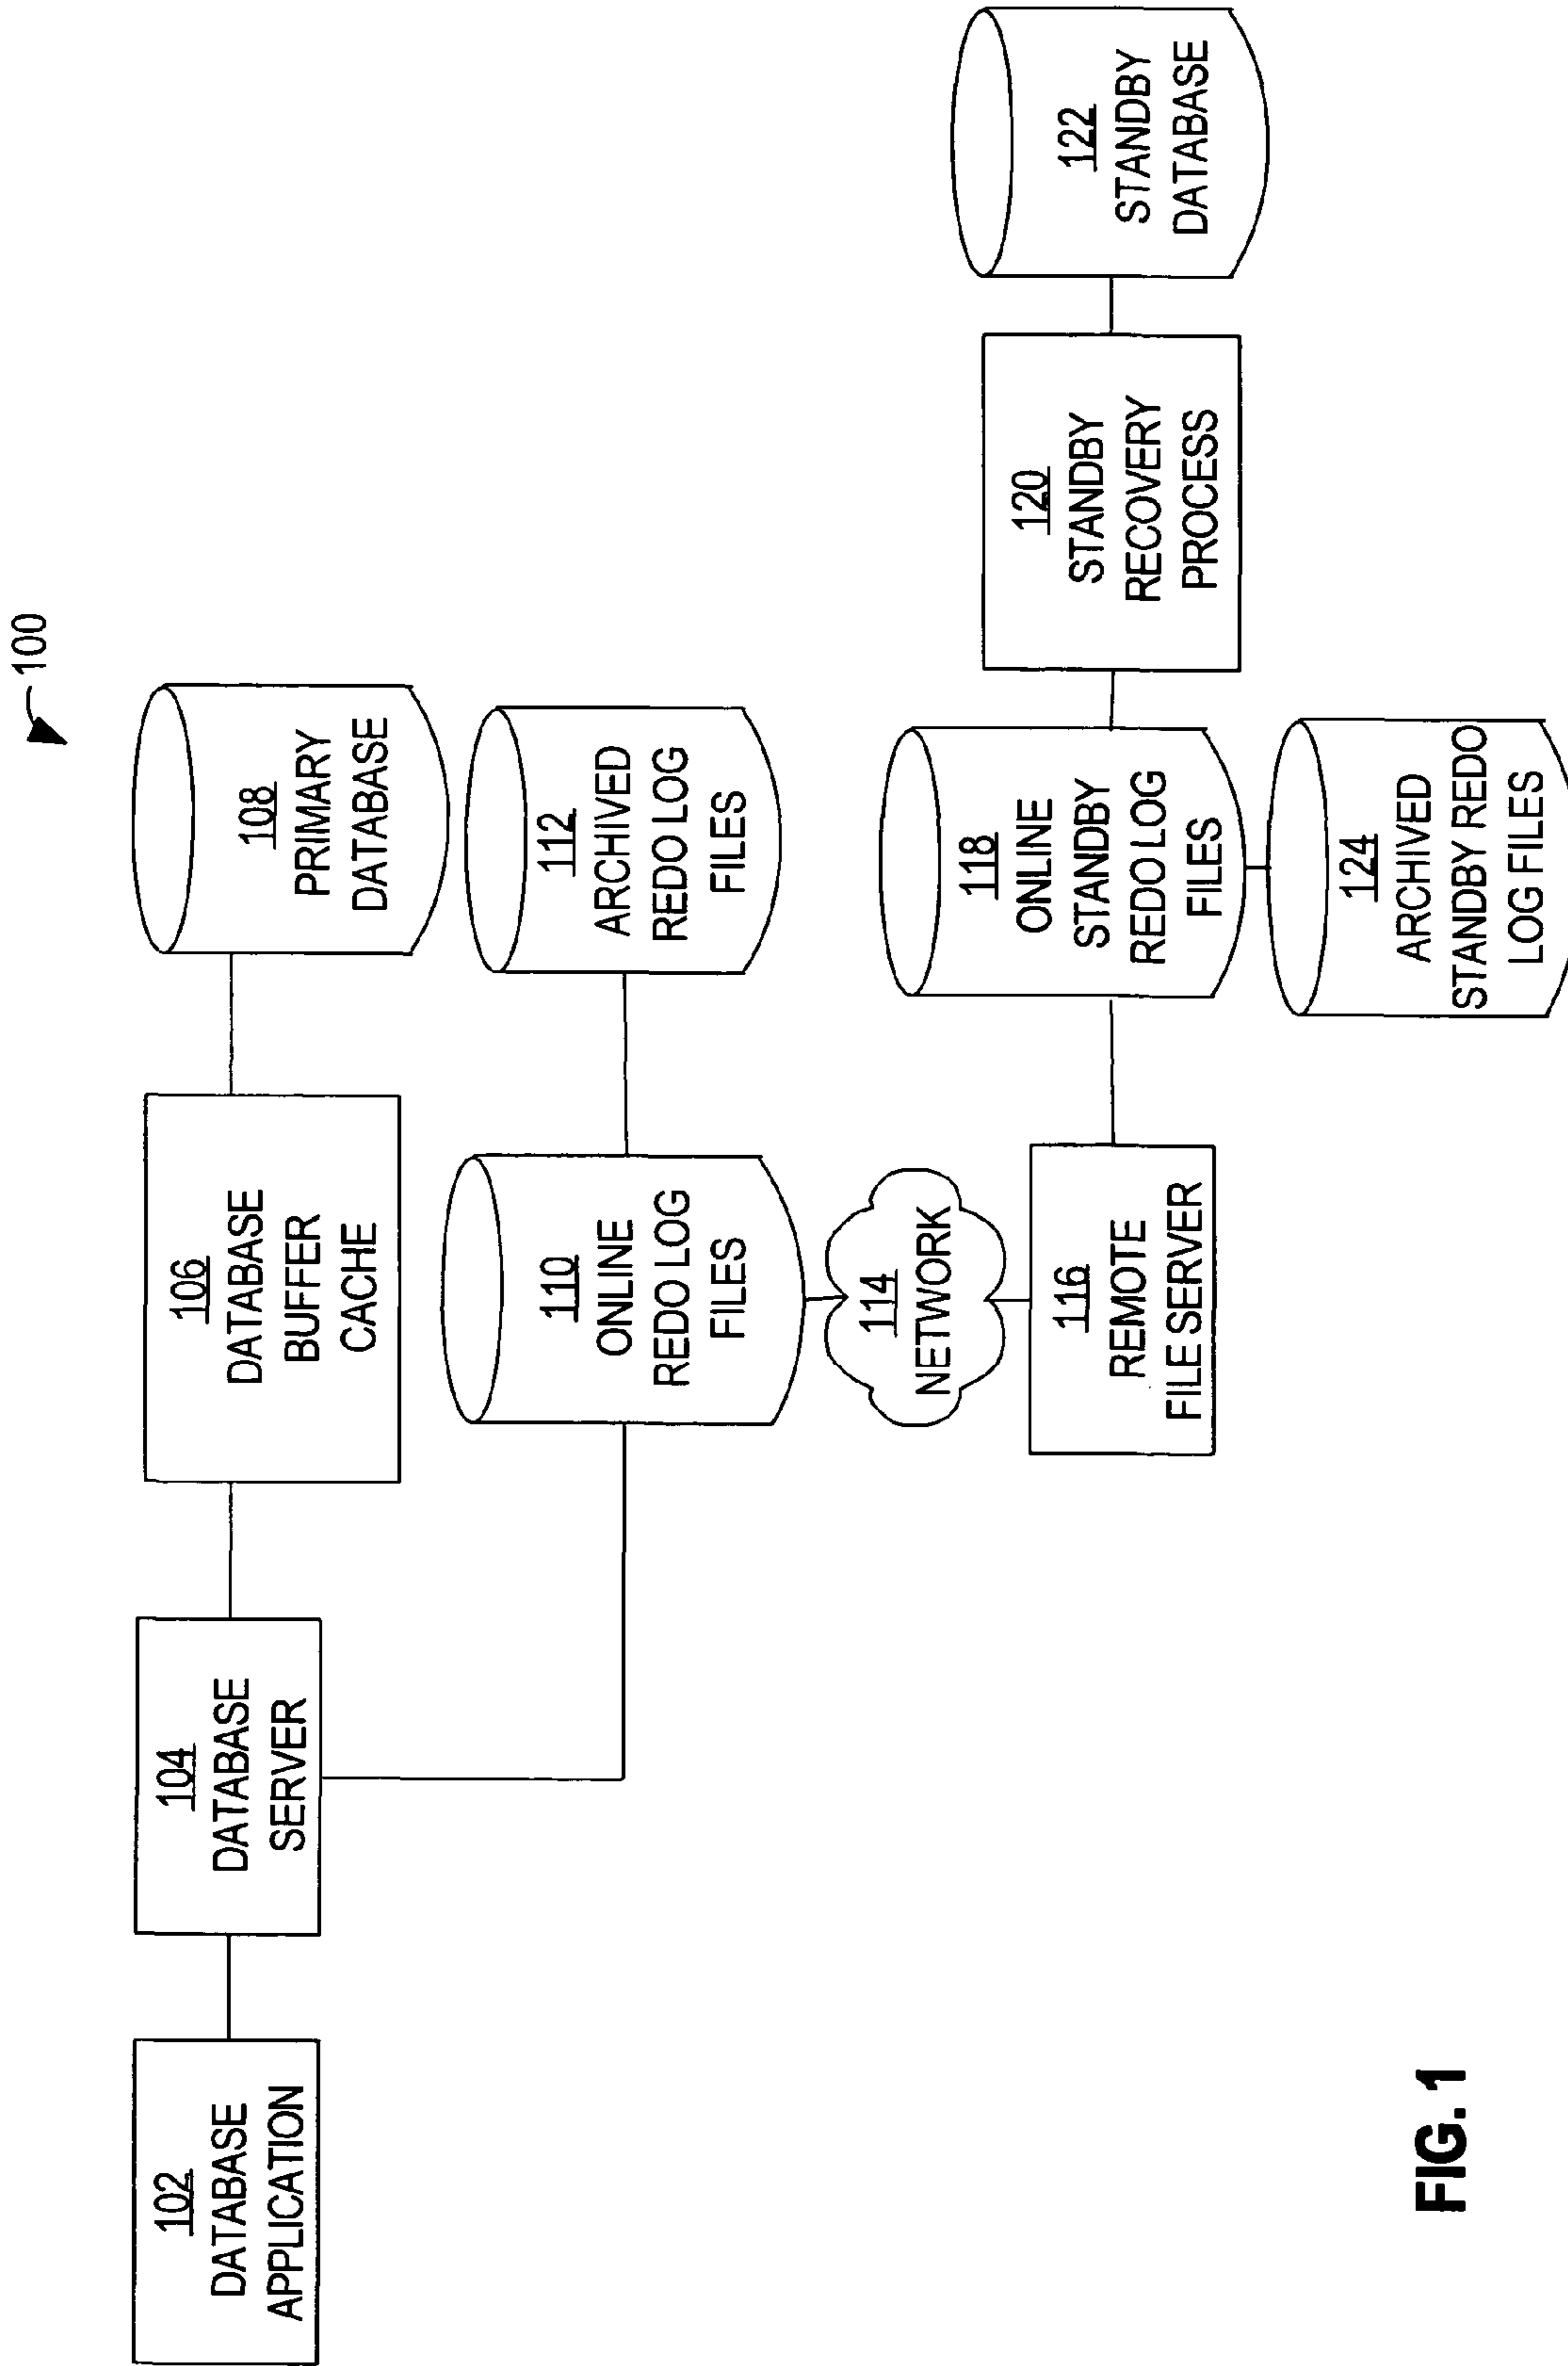 100
102
DATABASE
APPLICATION
104
DATABASE
SERVER
106
DATABASE
BUFFER
CACHE
108
PRIMARY
DATABASE
110
ONLINE
REDO LOG
FILES
112
ARCHIVED
REDO LOG
FILES
114
NETWORK
116
REMOTE
FILE SERVER
118
ONLINE
STANDBY
REDO LOG
FILES
120
STANDBY
RECOVERY
PROCESS
122
STANDBY
DATABASE
124
ARCHIVED
STANDBY REDO
LOG FILES
FIG. 1